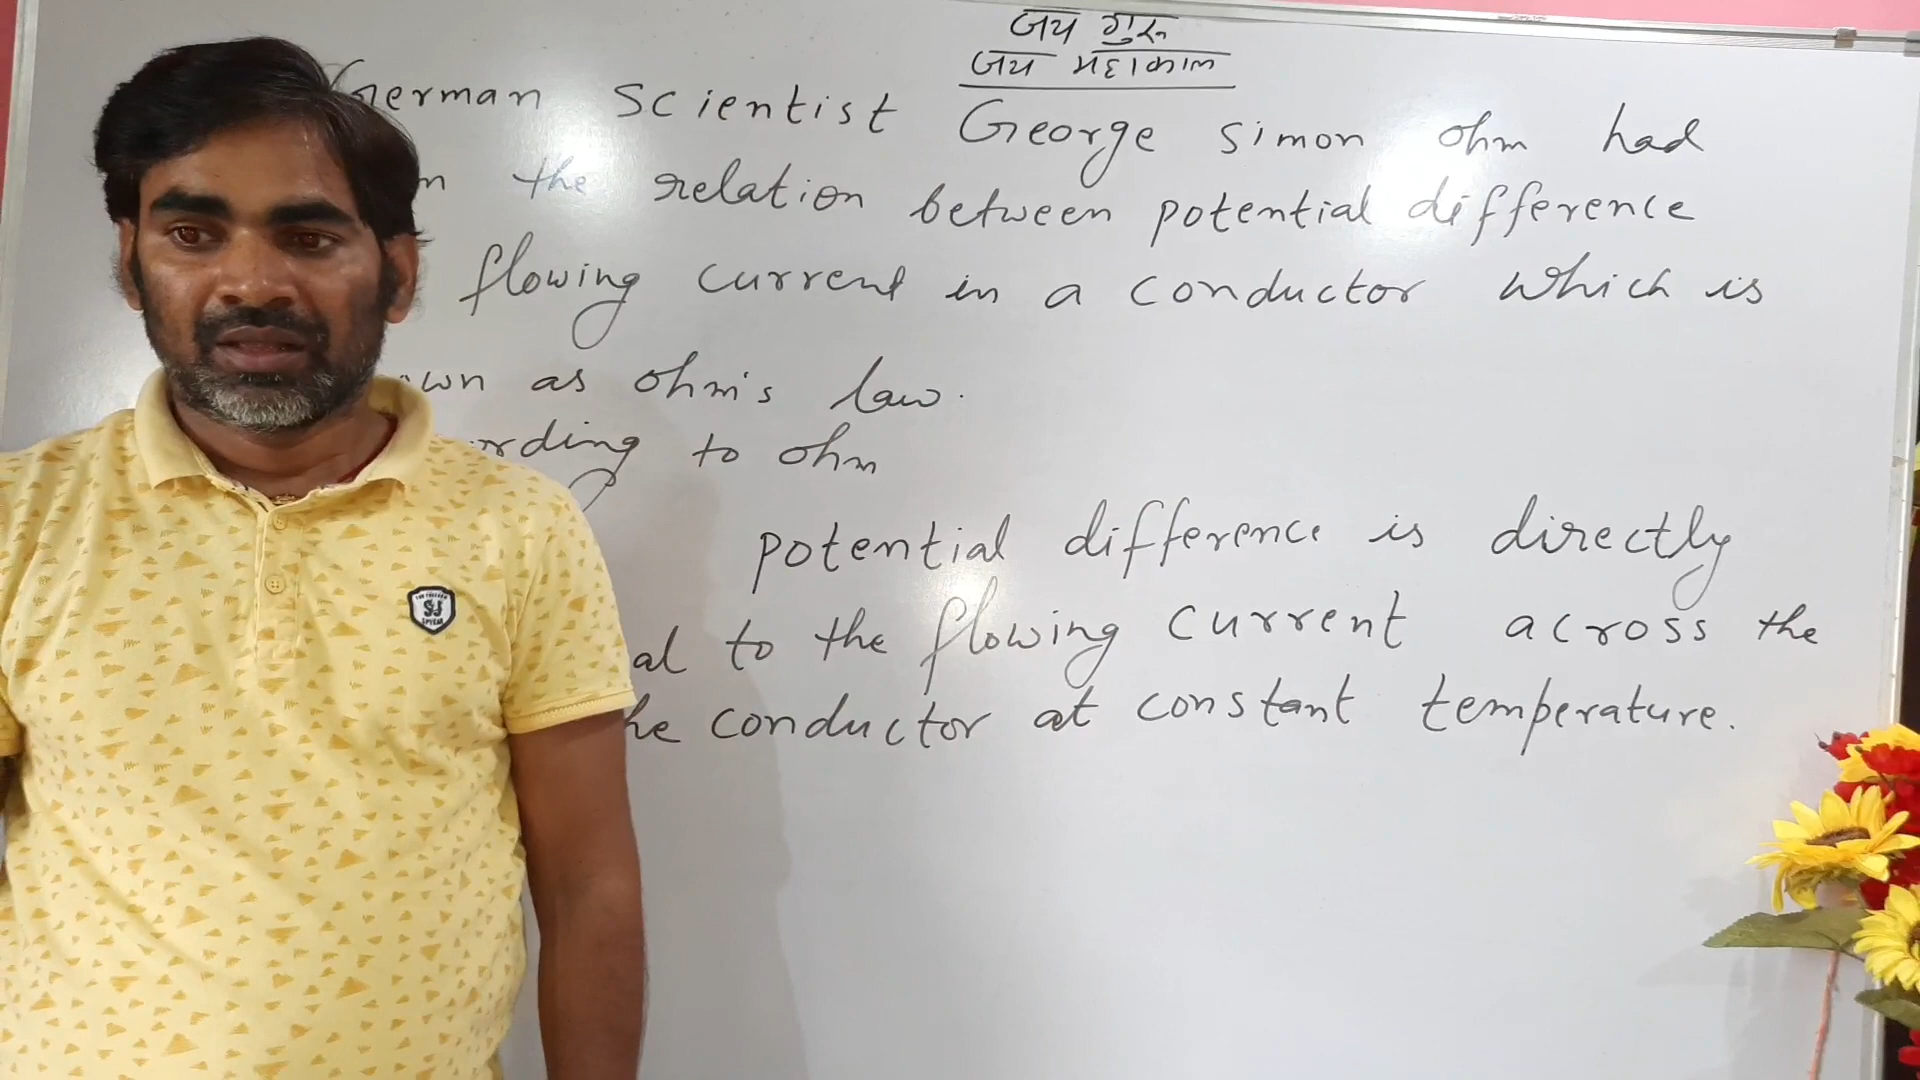 जय गुरू
जय महाकाल
German Scientist George Simon ohm had
the relation between potential difference
flowing current in a conductor which is
own as ohm's law.
rding to ohm
potential difference is directly
al to the flowing current across the
he conductor at constant temperature.
SJ
SPYKAR